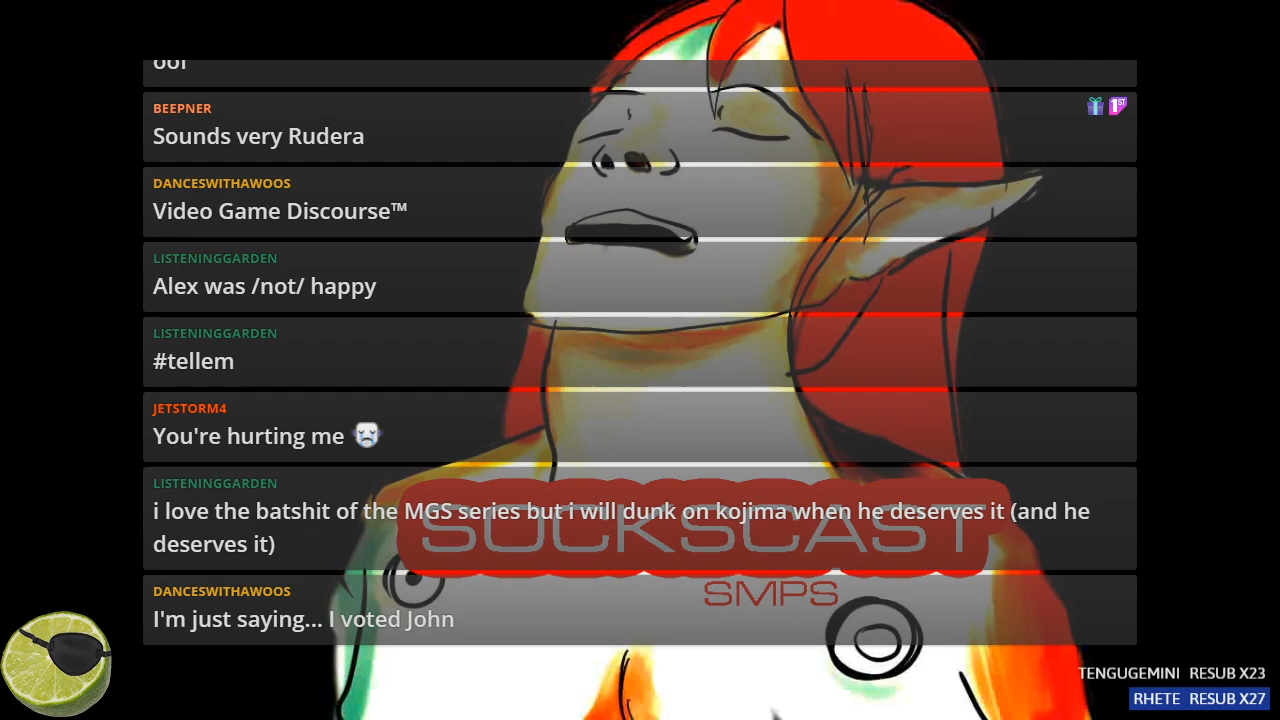 oof
BEEPNER
1ST
Sounds very Rudera
DANCESWITHAWOOS
Video Game Discourse™
LISTENINGGARDEN
Alex was /not/ happy
LISTENINGGARDEN
#tellem
JETSTORM4
You're hurting me
LISTENINGGARDEN
i love the batshit of the MGS series but i will dunk on kojima when he deserves it (and he
deserves it)
SOCKSCAST
SMPS
DANCESWITHAWOOS
I'm just saying... I voted John
TENGUGEMINI RESUB X23
RHETE RESUB X27